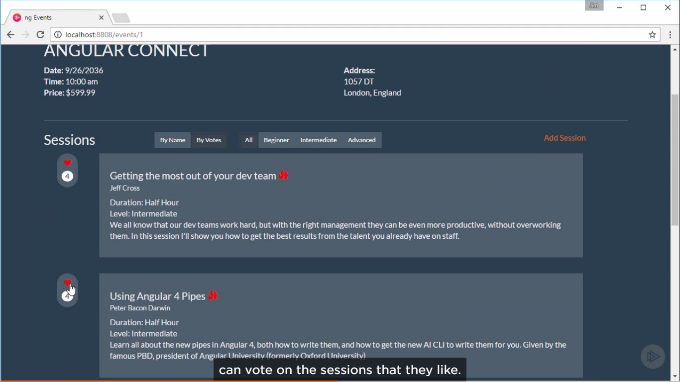 ng Events
localhost:8808/events/1
ANGULAR CONNECT
Date: 9/26/2036
Time: 10:00 am
Price: $599.99
Address:
1057 DT
London, England
Sessions
By Name By Votes All Beginner Intermediate Advanced
Add Session
4
Getting the most out of your dev team
Jeff Cross
Duration: Half Hour
Level: Intermediate
We all know that our dev teams work hard, but with the right management they can be even more productive, without overworking
them. In this session I'll show you how to get the best results from the talent you already have on staff.
4
Using Angular 4 Pipes
Peter Bacon Darwin
Duration: Half Hour
Level: Intermediate
Learn all about the new pipes in Angular 4, both how to write them, and how to get the new AI CLI to write them for you. Given by the
famous PBD, president of Angular University (formerly Oxford University)
can vote on the sessions that they like.